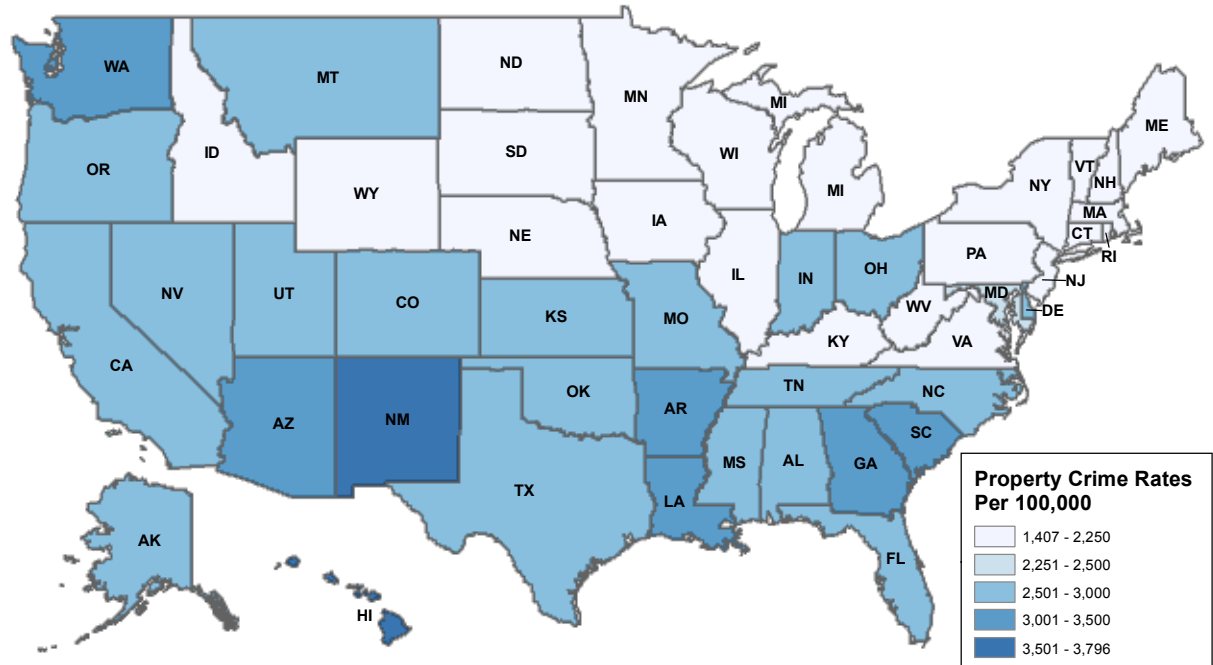 WA
MT
ND
MN
MI
ME
OR
ID
SD
WI
MI
VT
NH
NY
WY
MA
IA
CT
NE
PA
RI
NV
UT
CO
IL
IN
OH
NJ
MD
DE
KS
MO
WV
CA
KY
VA
TN
NC
AZ
NM
OK
AR
SC
MS
AL
GA
TX
LA
AK
FL
HI
Property Crime Rates
Per 100,000
1,407 - 2,250
2,251 - 2,500
2,501 - 3,000
3,001 - 3,500
3,501 - 3,796